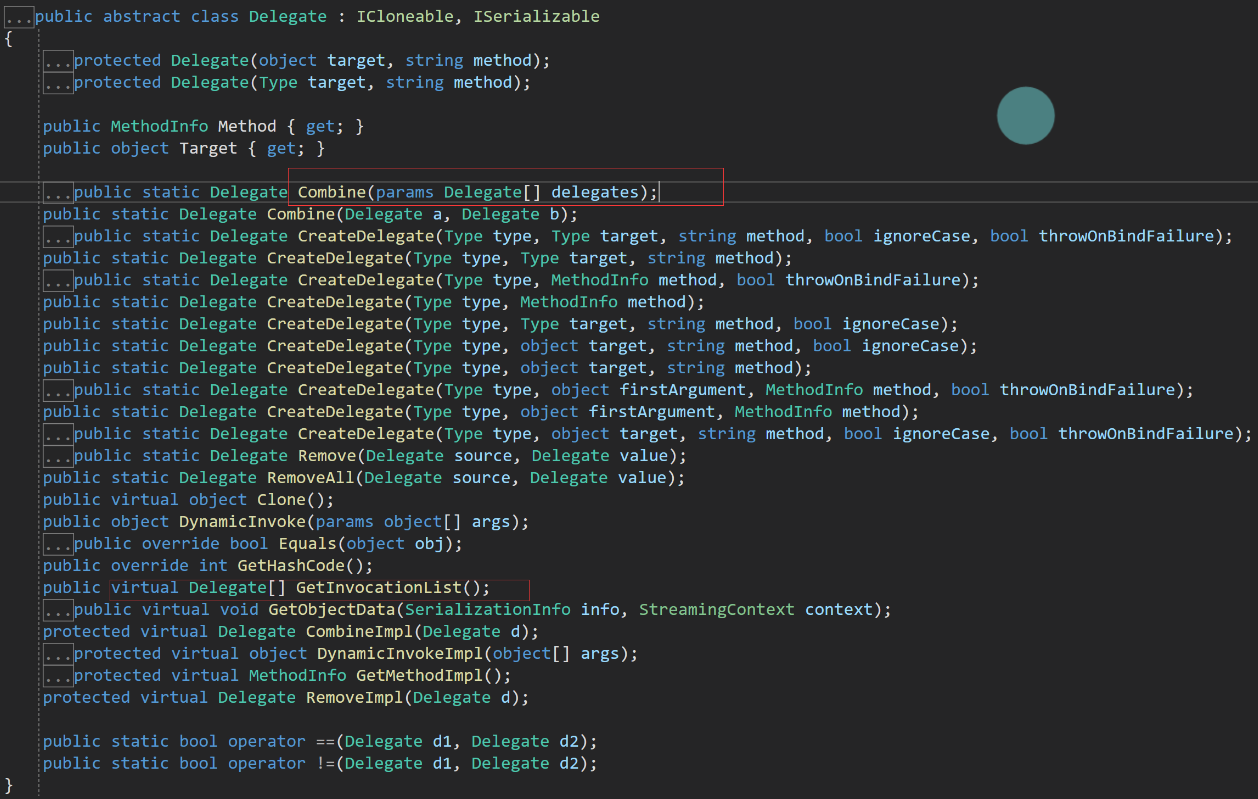 ...public abstract class Delegate : ICloneable, ISerializable
{
...protected Delegate(object target, string method);
...protected Delegate(Type target, string method);
public MethodInfo Method { get; }
public object Target { get; }
...public static Delegate Combine(params Delegate[] delegates);
public static Delegate Combine(Delegate a, Delegate b);
...public static Delegate CreateDelegate(Type type, Type target, string method, bool ignoreCase, bool throwOnBindFailure);
public static Delegate CreateDelegate(Type type, Type target, string method);
...public static Delegate CreateDelegate(Type type, MethodInfo method, bool throwOnBindFailure);
public static Delegate CreateDelegate(Type type, MethodInfo method);
public static Delegate CreateDelegate(Type type, Type target, string method, bool ignoreCase);
public static Delegate CreateDelegate(Type type, object target, string method, bool ignoreCase);
public static Delegate CreateDelegate(Type type, object target, string method);
...public static Delegate CreateDelegate(Type type, object firstArgument, MethodInfo method, bool throwOnBindFailure);
public static Delegate CreateDelegate(Type type, object firstArgument, MethodInfo method);
...public static Delegate CreateDelegate(Type type, object target, string method, bool ignoreCase, bool throwOnBindFailure);
...public static Delegate Remove(Delegate source, Delegate value);
public static Delegate RemoveAll(Delegate source, Delegate value);
public virtual object Clone();
public object DynamicInvoke(params object[] args);
...public override bool Equals(object obj);
public override int GetHashCode();
public virtual Delegate[] GetInvocationList();
...public virtual void GetObjectData(SerializationInfo info, StreamingContext context);
protected virtual Delegate CombineImpl(Delegate d);
...protected virtual object DynamicInvokeImpl(object[] args);
...protected virtual MethodInfo GetMethodImpl();
protected virtual Delegate RemoveImpl(Delegate d);
public static bool operator ==(Delegate d1, Delegate d2);
public static bool operator !=(Delegate d1, Delegate d2);
}